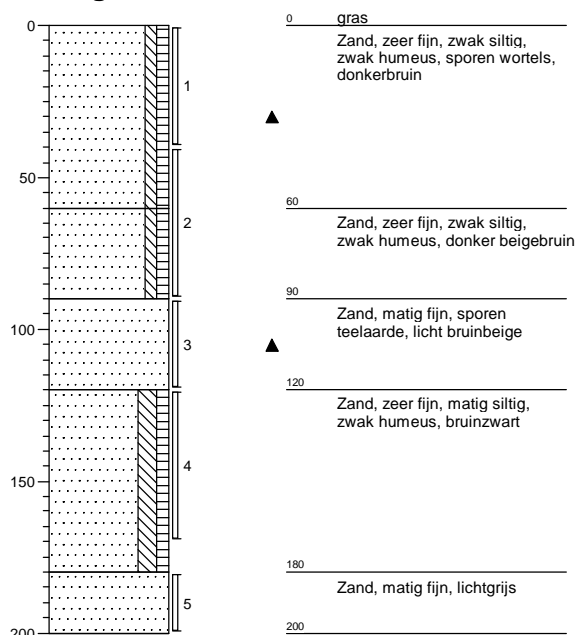 0
50
100
150
200
1
2
3
4
5
0
gras
Zand, zeer fijn, zwak siltig,
zwak humeus, sporen wortels,
donkerbruin
60
Zand, zeer fijn, zwak siltig,
zwak humeus, donker beigebruin
90
Zand, matig fijn, sporen
teelaarde, licht bruinbeige
120
Zand, zeer fijn, matig siltig,
zwak humeus, bruinzwart
180
Zand, matig fijn, lichtgrijs
200